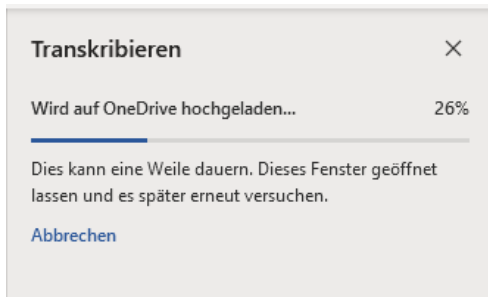 Transkribieren
Wird auf OneDrive hochgeladen... 26%
Dies kann eine Weile dauern. Dieses Fenster geöffnet
lassen und es später erneut versuchen.
Abbrechen